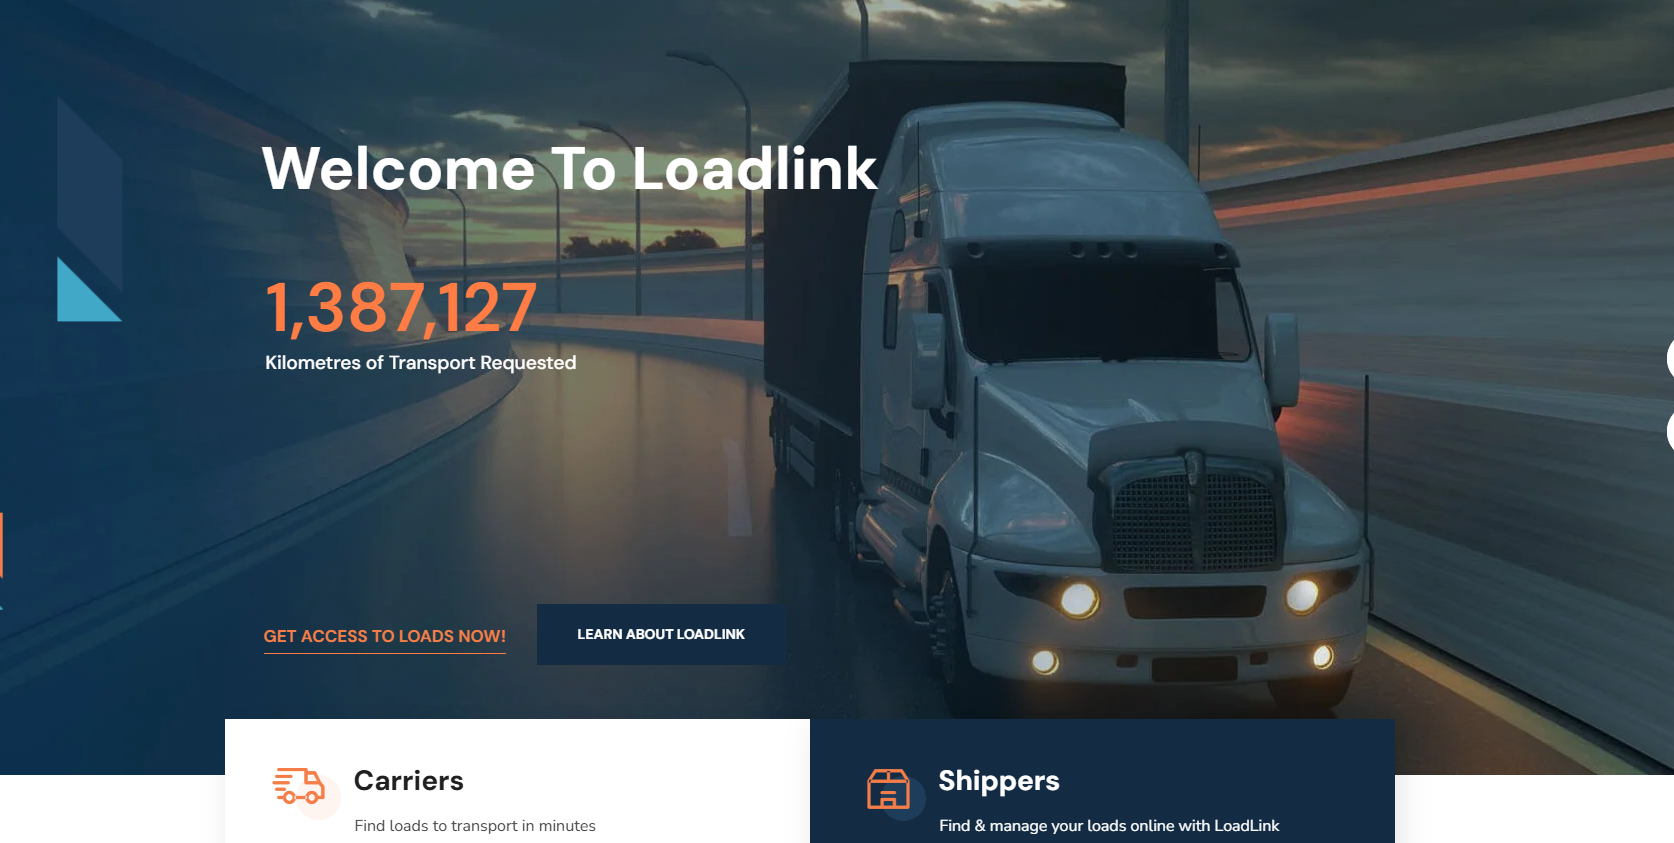 Welcome To Loadlink
1,387,127
Kilometres of Transport Requested
GET ACCESS TO LOADS NOW!
LEARN ABOUT LOADLINK
Carriers
Find loads to transport in minutes
Shippers
Find & manage your loads online with LoadLink